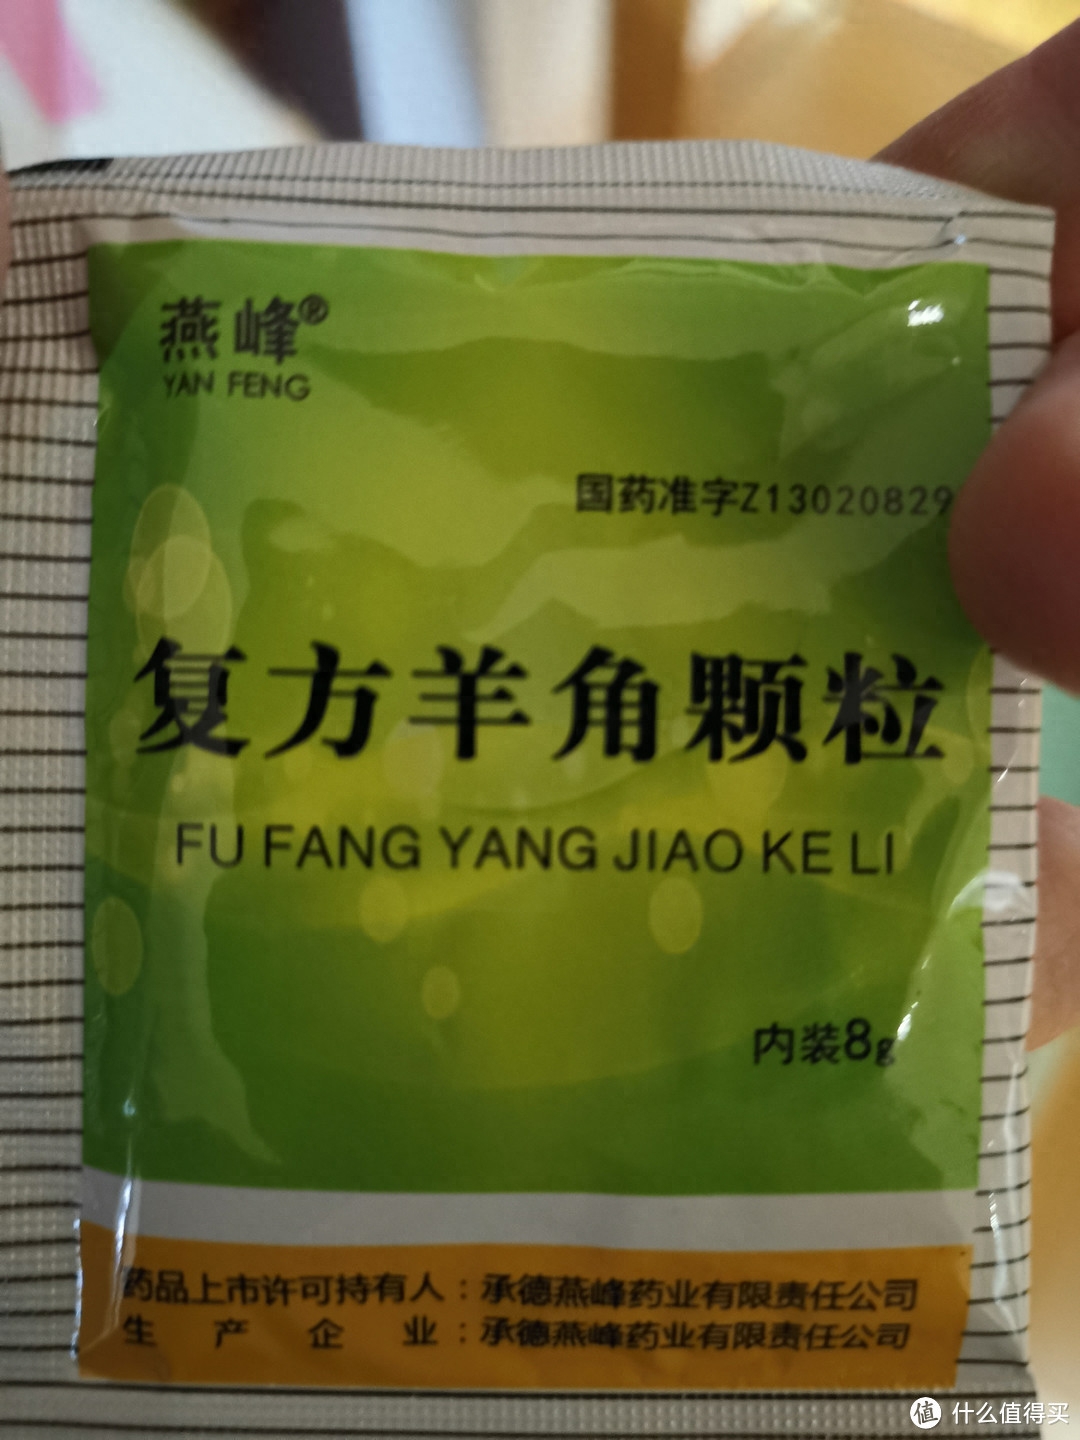 燕峰®
YAN FENG
国药准字Z13020829
复方羊角颗粒
FU FANG YANG JIAO KE LI
内装8g
药品上市许可持有人：承德燕峰药业有限责任公司
生产企业：承德燕峰药业有限责任公司
值 什么值得买